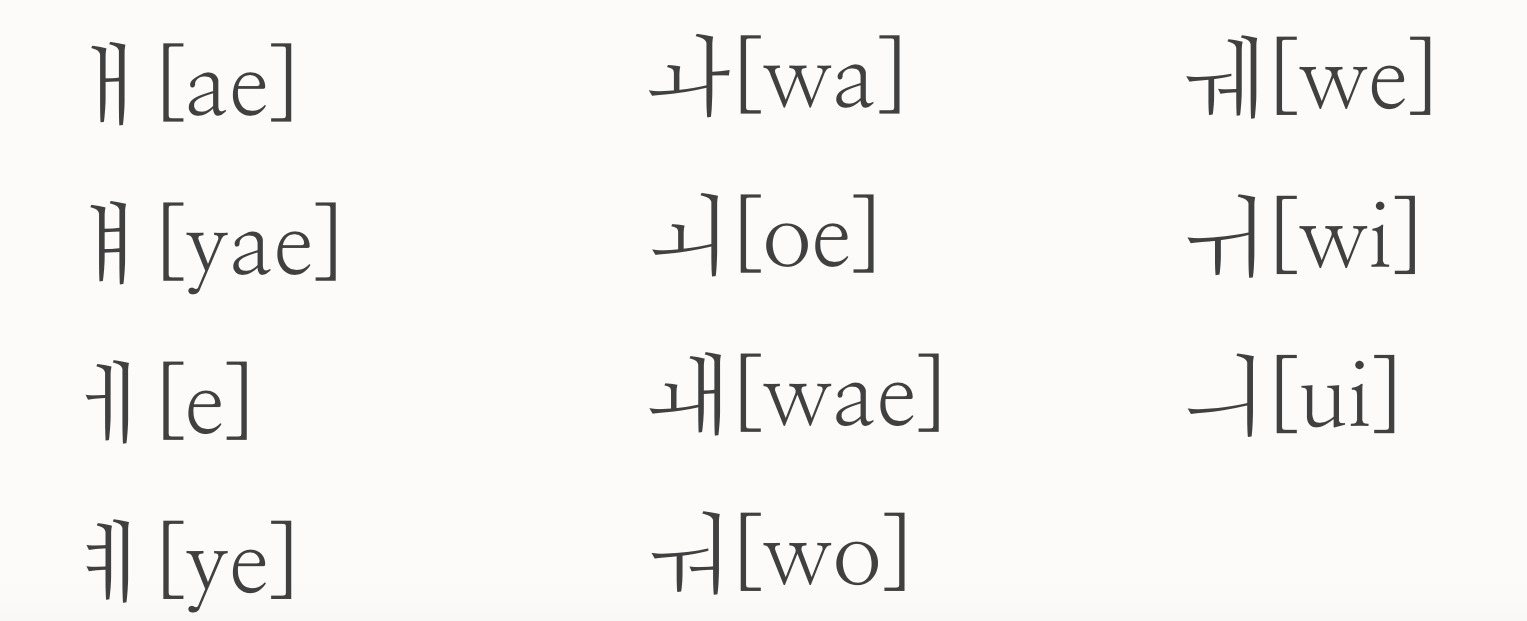 ㅐ [ae]
ㅒ [yae]
ㅔ [e]
ㅖ [ye]
ㅘ[wa]
ㅚ[oe]
ㅙ[wae]
ㅝ[wo]
ㅞ[we]
ㅟ[wi]
ㅢ[ui]